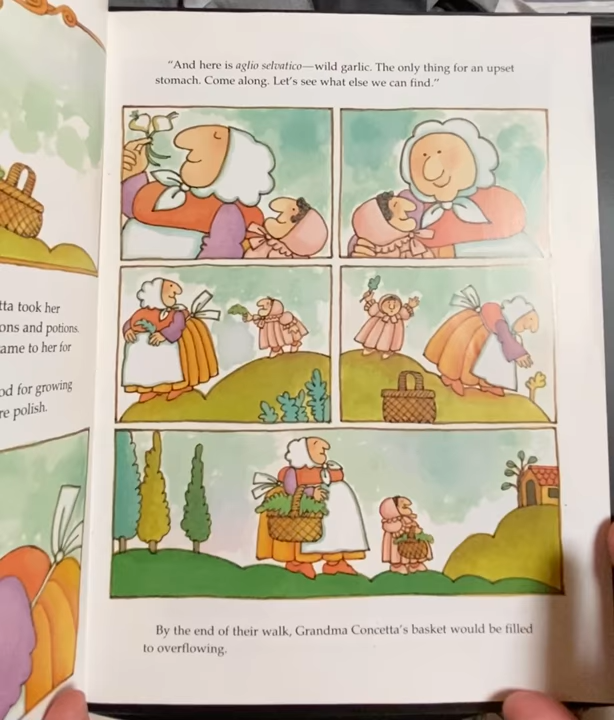 tta took her
ons and potions.
ame to her for
od for growing
re polish.
"And here is aglio selvatico—wild garlic. The only thing for an upset
stomach. Come along. Let's see what else we can find."
By the end of their walk, Grandma Concetta's basket would be filled
to overflowing.